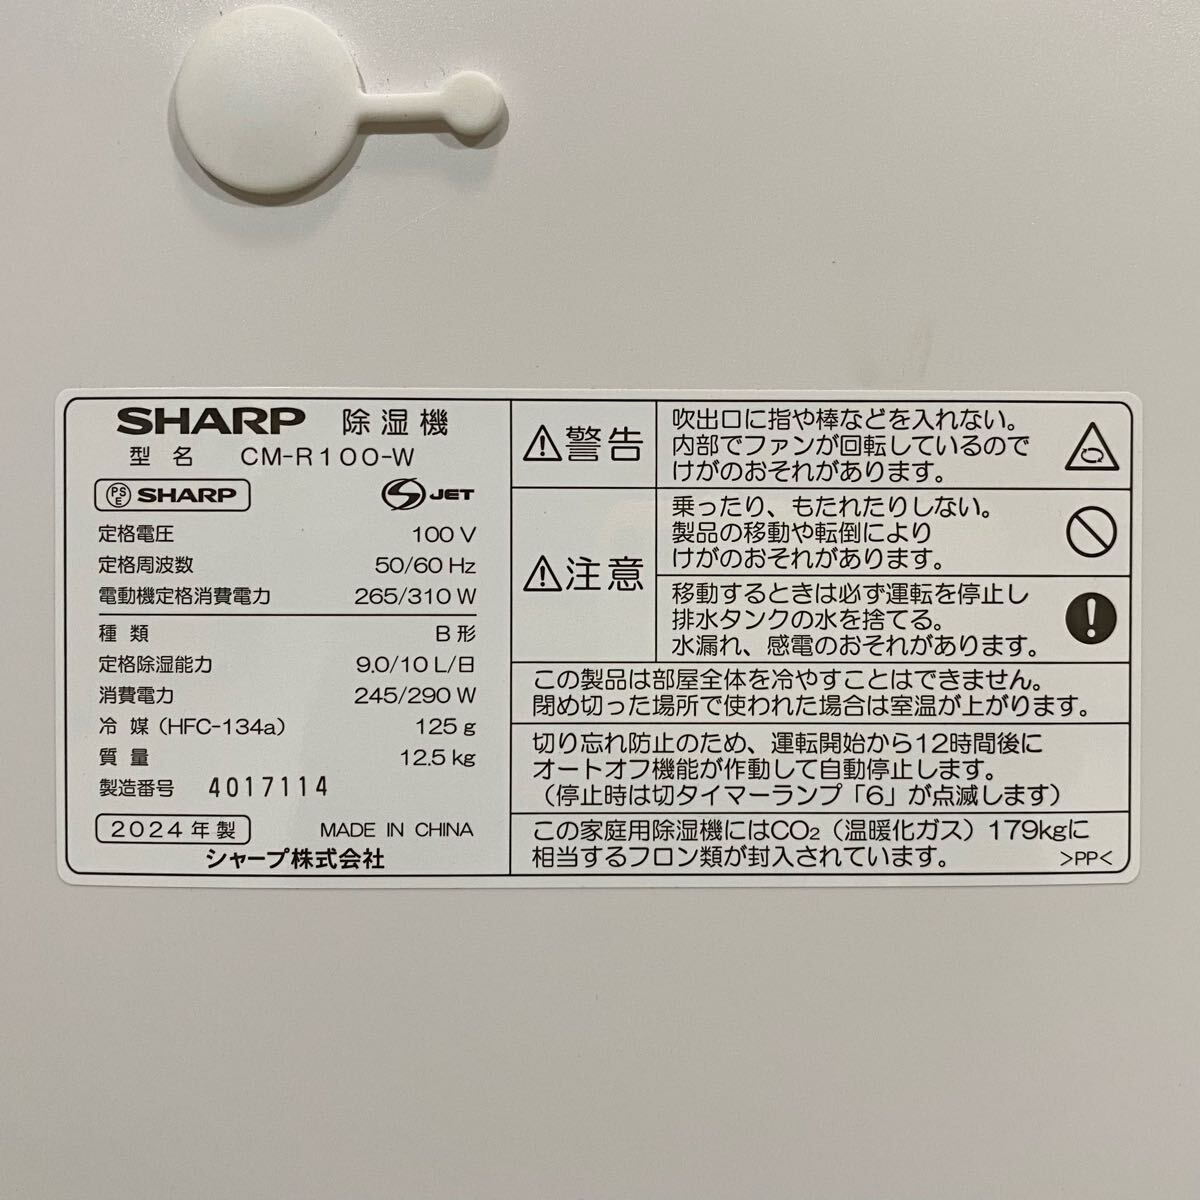 SHARP 除湿機
型名 CM-R100-W
PSE SHARP S JET
定格電圧 100 V
定格周波数 50/60 Hz
電動機定格消費電力 265/310 W
種類 B形
定格除湿能力 9.0/10 L/日
消費電力 245/290 W
冷媒(HFC-134a) 125 g
質量 12.5 kg
製造番号 4017114
2024年製 MADE IN CHINA
シャープ株式会社
⚠警告
吹出口に指や棒などを入れない。
内部でファンが回転しているので
けがのおそれがあります。
⚠注意
乗ったり、もたれたりしない。
製品の移動や転倒により
けがのおそれがあります。
移動するときは必ず運転を停止し
排水タンクの水を捨てる。
水漏れ、感電のおそれがあります。
この製品は部屋全体を冷やすことはできません。
閉め切った場所で使われた場合は室温が上がります。
切り忘れ防止のため、運転開始から12時間後に
オートオフ機能が作動して自動停止します。
(停止時は切タイマーランプ「6」が点滅します)
この家庭用除湿機にはCO₂(温暖化ガス)179kgに
相当するフロン類が封入されています。 >PP<